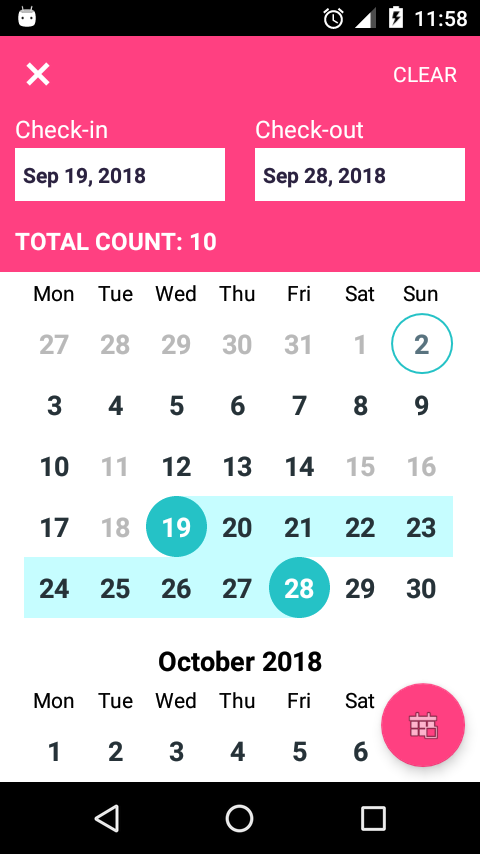 11:58
CLEAR
Check-in Check-out
Sep 19, 2018 Sep 28, 2018
TOTAL COUNT: 10
Mon Tue Wed Thu Fri Sat Sun
27 28 29 30 31 1 2
3 4 5 6 7 8 9
10 11 12 13 14 15 16
17 18 19 20 21 22 23
24 25 26 27 28 29 30
October 2018
Mon Tue Wed Thu Fri Sat
1 2 3 4 5 6